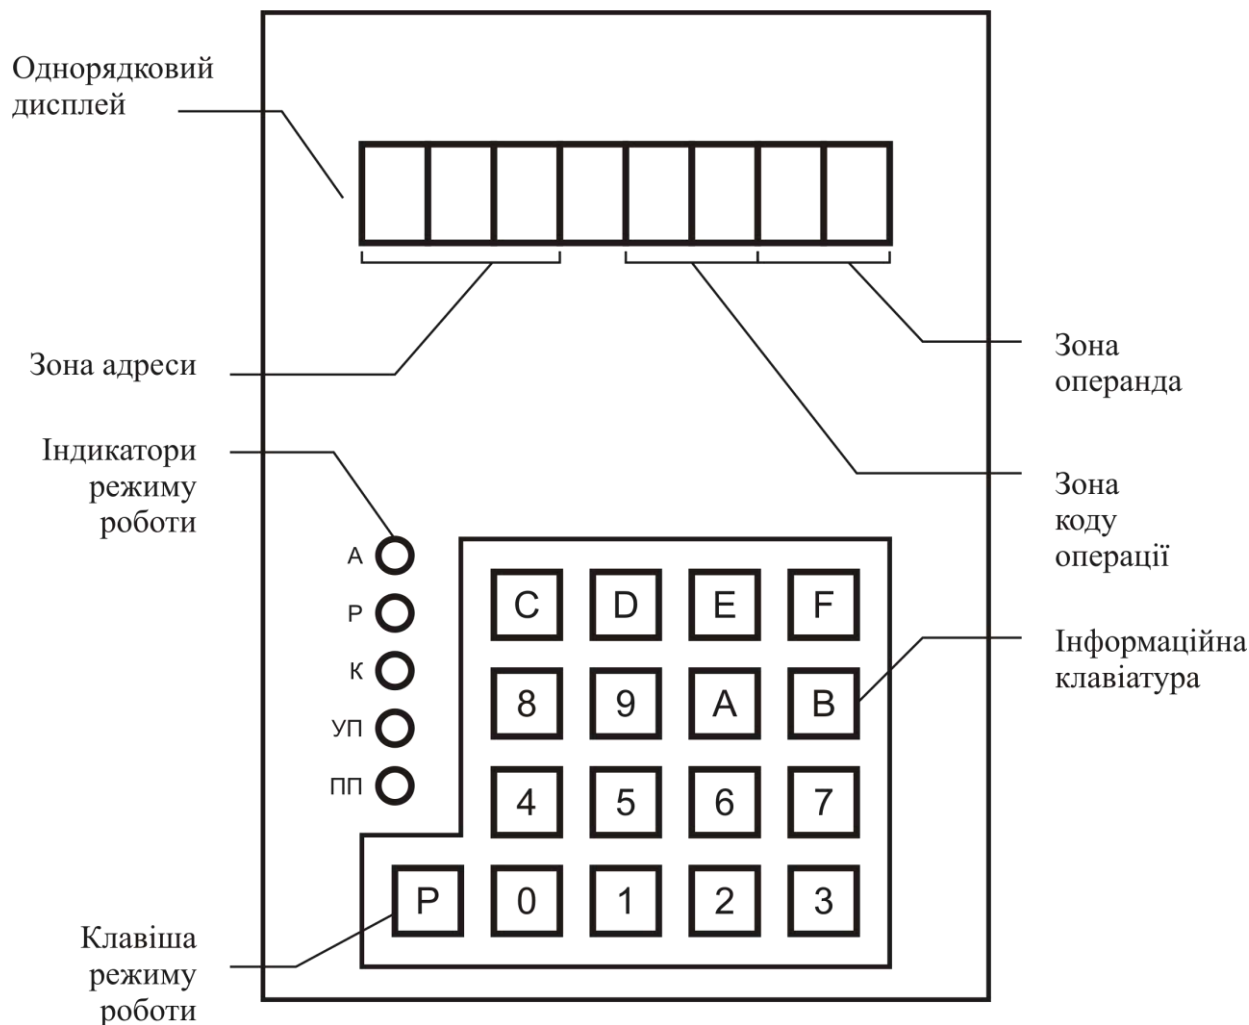 Однорядковий
дисплей
Зона адреси
Зона
операнда
Індикатори
режиму
роботи
Зона
коду
операції
А
Р
К
УП
ПП
C D E F
8 9 A B
4 5 6 7
P 0 1 2 3
Інформаційна
клавіатура
Клавіша
режиму
роботи